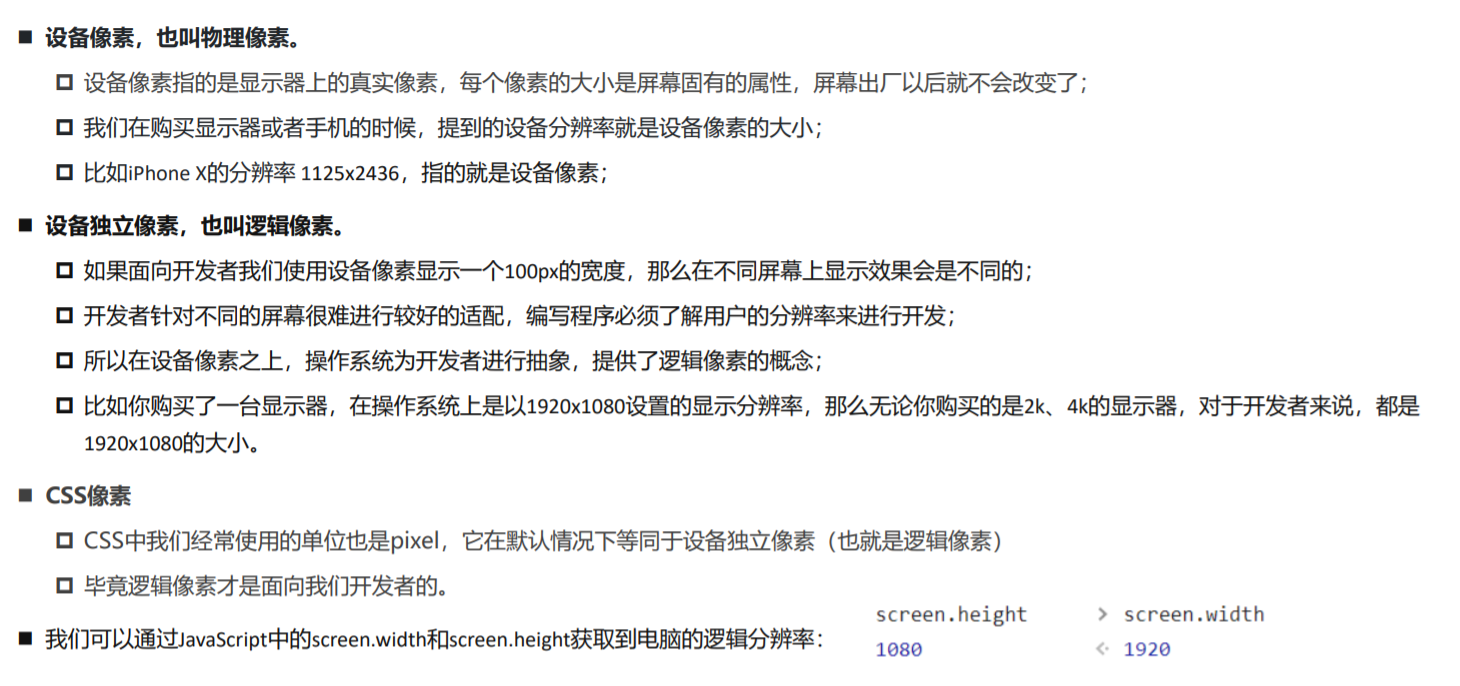 ■ 设备像素，也叫物理像素。
□ 设备像素指的是显示器上的真实像素，每个像素的大小是屏幕固有的属性，屏幕出厂以后就不会改变了；
□ 我们在购买显示器或者手机的时候，提到的设备分辨率就是设备像素的大小；
□ 比如iPhone X的分辨率 1125x2436，指的就是设备像素；
■ 设备独立像素，也叫逻辑像素。
□ 如果面向开发者我们使用设备像素显示一个100px的宽度，那么在不同屏幕上显示效果会是不同的；
□ 开发者针对不同的屏幕很难进行较好的适配，编写程序必须了解用户的分辨率来进行开发；
□ 所以在设备像素之上，操作系统为开发者进行抽象，提供了逻辑像素的概念；
□ 比如你购买了一台显示器，在操作系统上是以1920x1080设置的显示分辨率，那么无论你购买的是2k、4k的显示器，对于开发者来说，都是
1920x1080的大小。
■ CSS像素
□ CSS中我们经常使用的单位也是pixel，它在默认情况下等同于设备独立像素（也就是逻辑像素）
□ 毕竟逻辑像素才是面向我们开发者的。
■ 我们可以通过JavaScript中的screen.width和screen.height获取到电脑的逻辑分辨率：
screen.height
1080
> screen.width
<· 1920